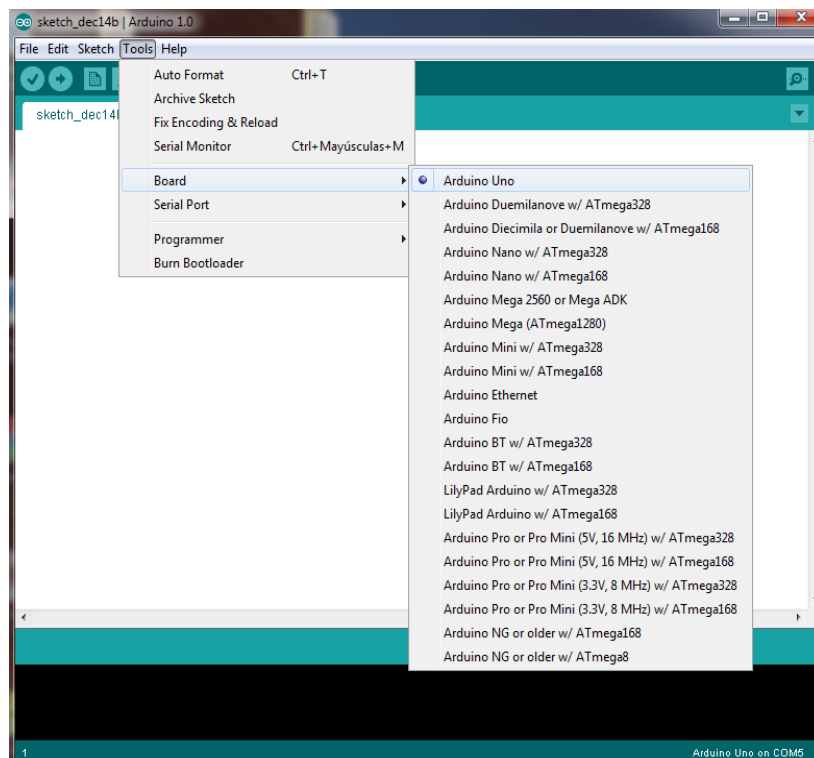 sketch_dec14b | Arduino 1.0
File Edit Sketch Tools Help
Auto Format Ctrl+T
Archive Sketch
sketch_dec14
Fix Encoding & Reload
Serial Monitor Ctrl+Mayúsculas+M
Board
Serial Port
Programmer
Burn Bootloader
Arduino Uno
Arduino Duemilanove w/ ATmega328
Arduino Diecimila or Duemilanove w/ ATmega168
Arduino Nano w/ ATmega328
Arduino Nano w/ ATmega168
Arduino Mega 2560 or Mega ADK
Arduino Mega (ATmega1280)
Arduino Mini w/ ATmega328
Arduino Mini w/ ATmega168
Arduino Ethernet
Arduino Fio
Arduino BT w/ ATmega328
Arduino BT w/ ATmega168
LilyPad Arduino w/ ATmega328
LilyPad Arduino w/ ATmega168
Arduino Pro or Pro Mini (5V, 16 MHz) w/ ATmega328
Arduino Pro or Pro Mini (5V, 16 MHz) w/ ATmega168
Arduino Pro or Pro Mini (3.3V, 8 MHz) w/ ATmega328
Arduino Pro or Pro Mini (3.3V, 8 MHz) w/ ATmega168
Arduino NG or older w/ ATmega168
Arduino NG or older w/ ATmega8
1 Arduino Uno on COM5